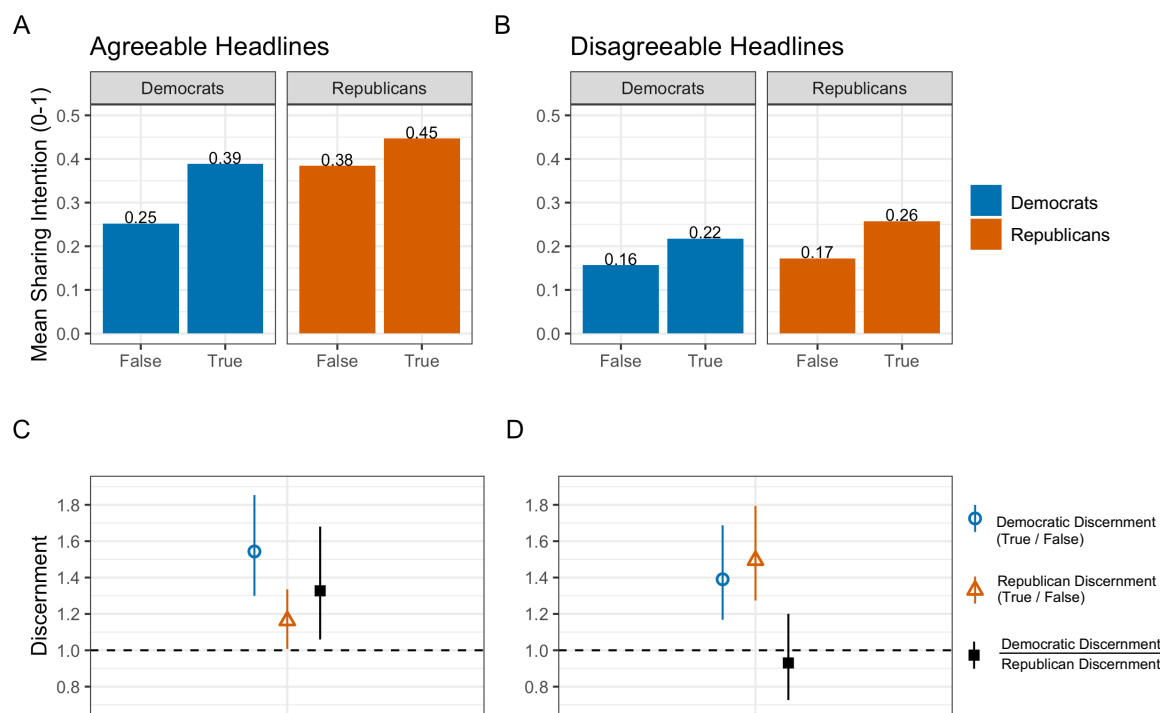 A
Agreeable Headlines
Democrats
Republicans
Mean Sharing Intention (0-1)
0.5
0.4
0.3
0.2
0.1
0.0
0.25
0.39
0.38
0.45
False
True
False
True
B
Disagreeable Headlines
Democrats
Republicans
0.5
0.4
0.3
0.2
0.1
0.0
0.16
0.22
0.17
0.26
False
True
False
True
Democrats
Republicans
C
Discernment
1.8
1.6
1.4
1.2
1.0
0.8
D
1.8
1.6
1.4
1.2
1.0
0.8
Democratic Discernment
(True / False)
Republican Discernment
(True / False)
Democratic Discernment
Republican Discernment